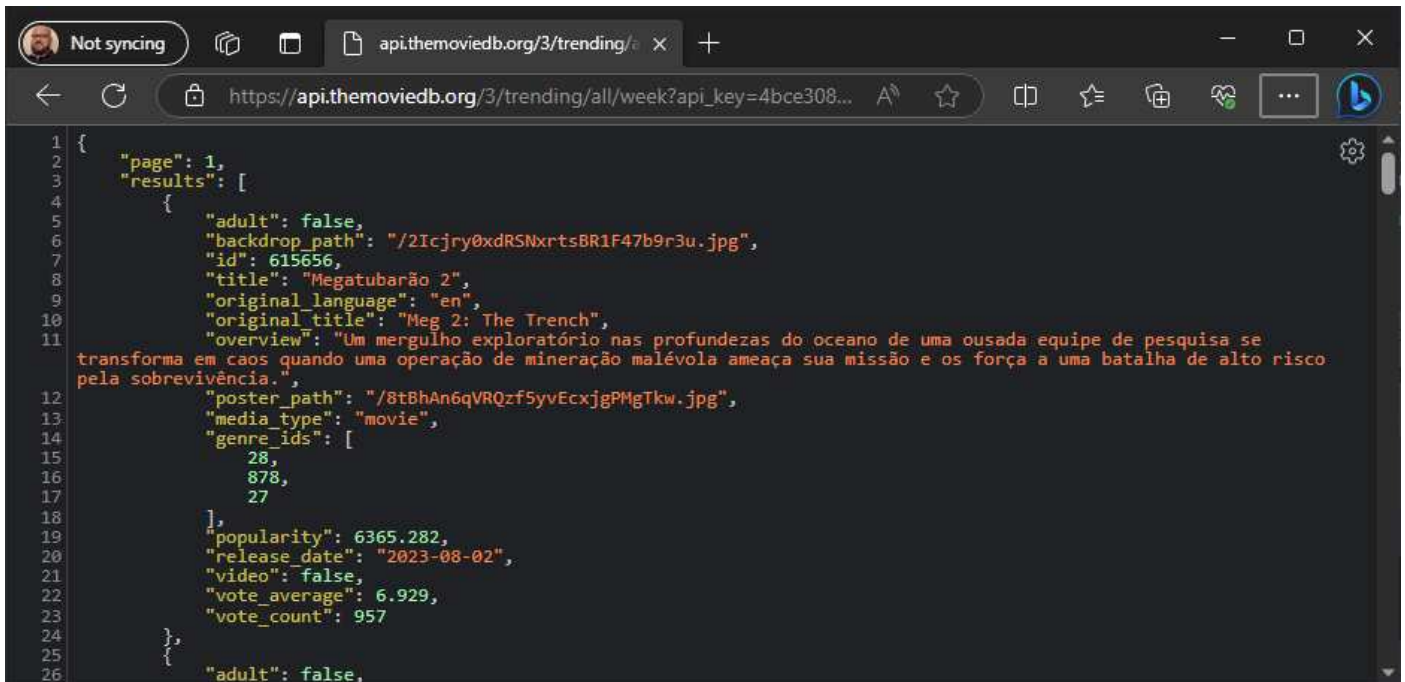 Not syncing
api.themoviedb.org/3/trending/a
https://api.themoviedb.org/3/trending/all/week?api_key=4bce308...
1 {
2 "page": 1,
3 "results": [
4 {
5 "adult": false,
6 "backdrop_path": "/2Icjry0xdRSNxrtsBR1F47b9r3u.jpg",
7 "id": 615656,
8 "title": "Megatubarão 2",
9 "original_language": "en",
10 "original_title": "Meg 2: The Trench",
11 "overview": "Um mergulho exploratório nas profundezas do oceano de uma ousada equipe de pesquisa se
transforma em caos quando uma operação de mineração malévola ameaça sua missão e os força a uma batalha de alto risco
pela sobrevivência.",
12 "poster_path": "/8tBhAn6qVRQzf5yvEcxjgPMgTkw.jpg",
13 "media_type": "movie",
14 "genre_ids": [
15 28,
16 878,
17 27
18 ],
19 "popularity": 6365.282,
20 "release_date": "2023-08-02",
21 "video": false,
22 "vote_average": 6.929,
23 "vote_count": 957
24 },
25 {
26 "adult": false,